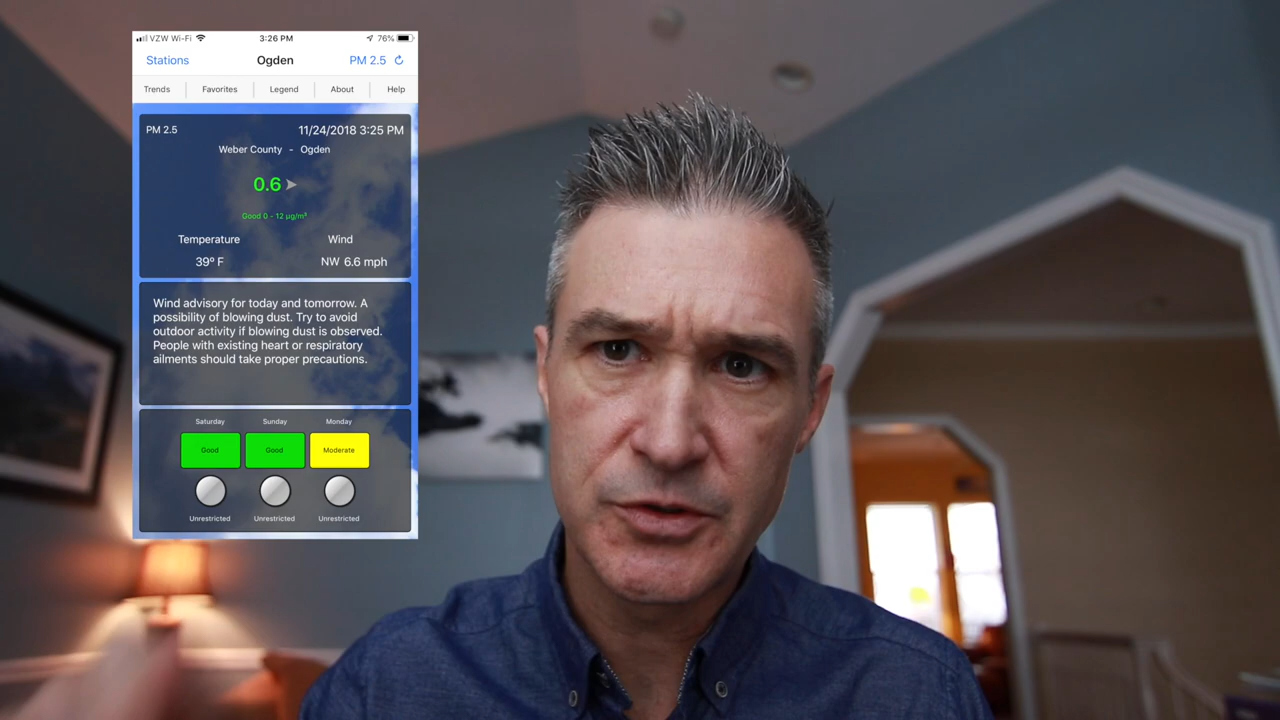 VZW Wi-Fi 3:26 PM 76%
Stations Ogden PM 2.5
Trends Favorites Legend About Help
PM 2.5 11/24/2018 3:25 PM
Weber County - Ogden
0.6
Good 0 - 12 µg/m³
Temperature Wind
39º F NW 6.6 mph
Wind advisory for today and tomorrow. A
possibility of blowing dust. Try to avoid
outdoor activity if blowing dust is observed.
People with existing heart or respiratory
ailments should take proper precautions.
Saturday Sunday Monday
Good Good Moderate
Unrestricted Unrestricted Unrestricted